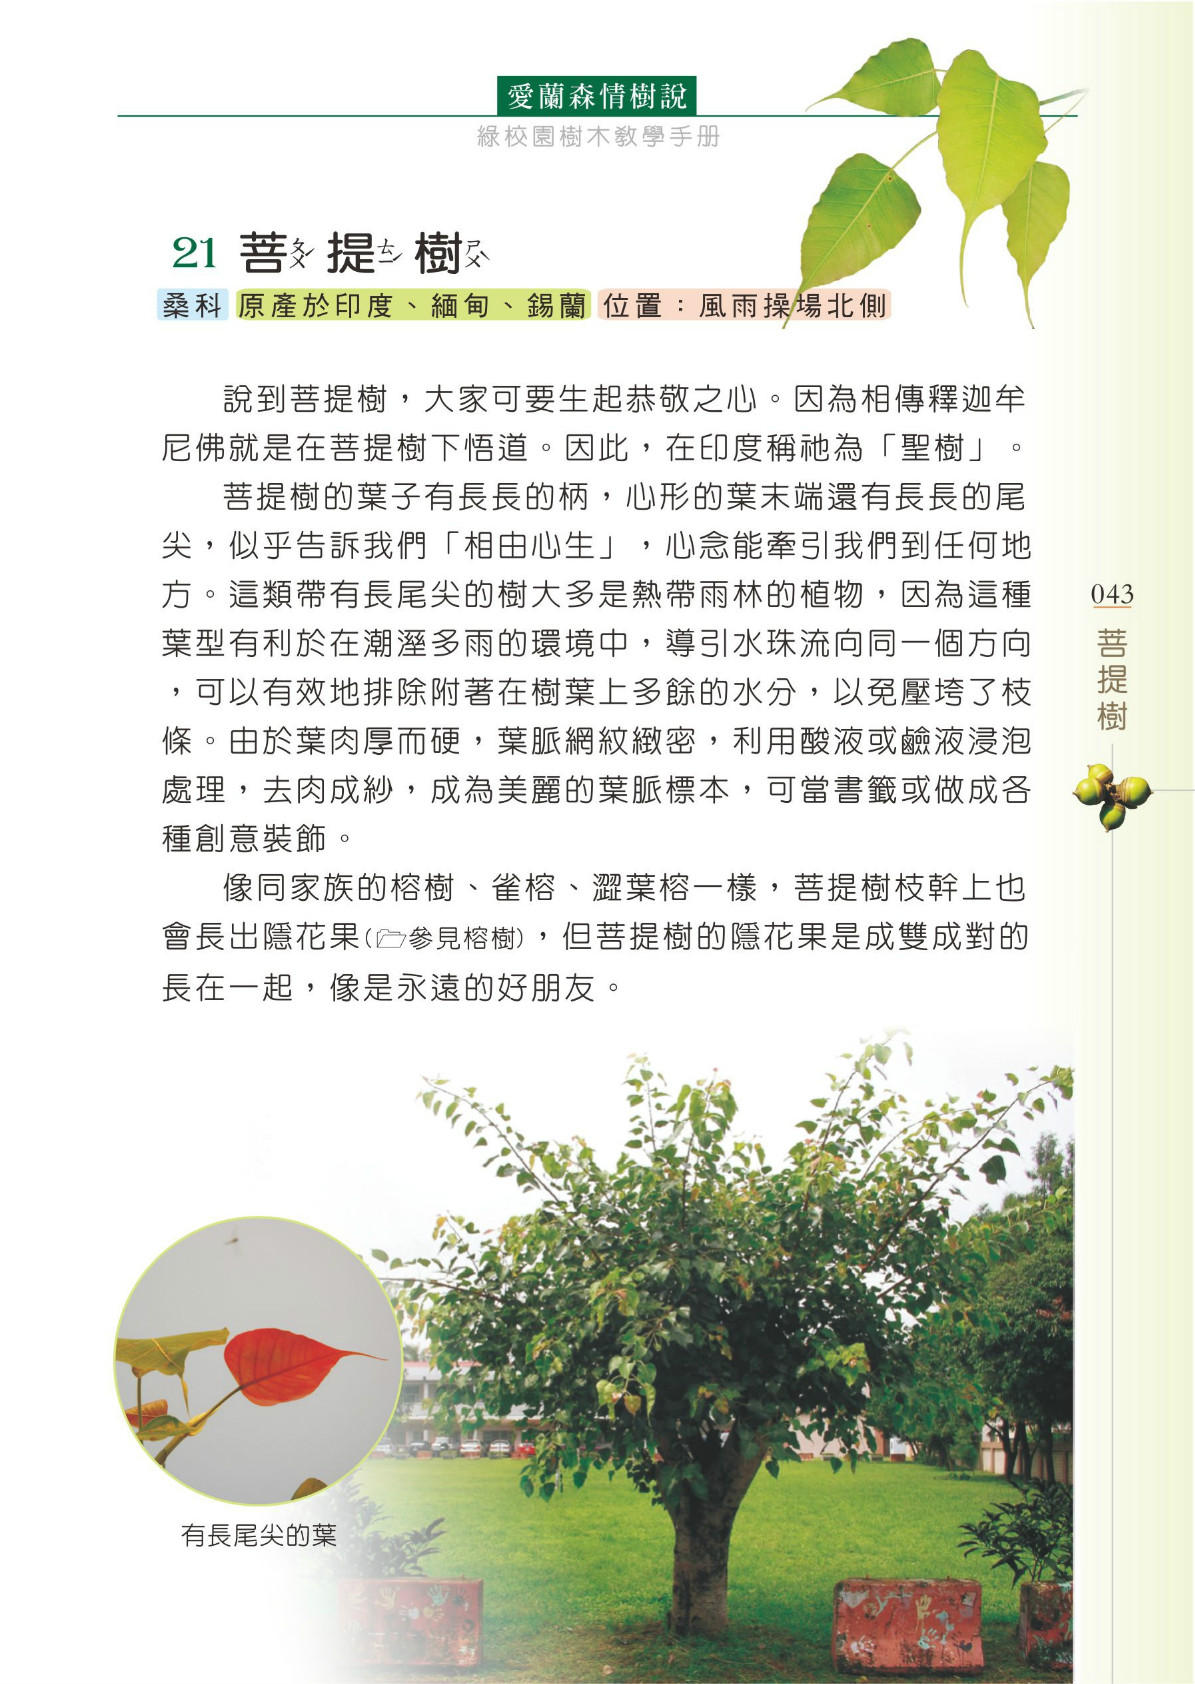 愛蘭森情樹說
綠校園樹木教學手册
21 菩ㄆㄨˊ 提ㄊㄧˊ 樹ㄕㄨˋ
桑科 原產於印度、緬甸、錫蘭 位置：風雨操場北側
說到菩提樹，大家可要生起恭敬之心。因為相傳釋迦牟
尼佛就是在菩提樹下悟道。因此，在印度稱祂為「聖樹」。
菩提樹的葉子有長長的柄，心形的葉末端還有長長的尾
尖，似乎告訴我們「相由心生」，心念能牽引我們到任何地
方。這類帶有長尾尖的樹大多是熱帶雨林的植物，因為這種
葉型有利於在潮溼多雨的環境中，導引水珠流向同一個方向
，可以有效地排除附著在樹葉上多餘的水分，以免壓垮了枝
條。由於葉肉厚而硬，葉脈網紋緻密，利用酸液或鹼液浸泡
處理，去肉成紗，成為美麗的葉脈標本，可當書籤或做成各
種創意裝飾。
像同家族的榕樹、雀榕、澀葉榕一樣，菩提樹枝幹上也
會長出隱花果(參見榕樹)，但菩提樹的隱花果是成雙成對的
長在一起，像是永遠的好朋友。
043
菩提樹
有長尾尖的葉